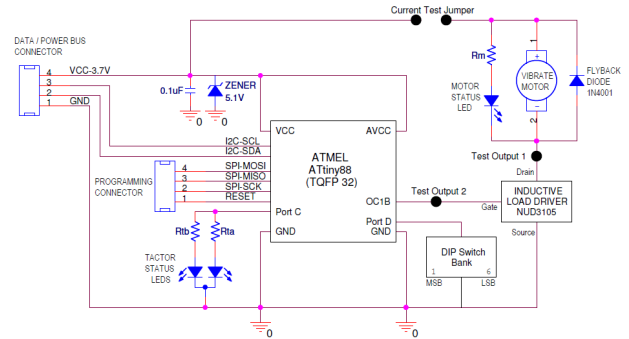 Current Test Jumper
DATA / POWER BUS
CONNECTOR
4 VCC-3.7V
3
2
1 GND
0.1uF
ZENER
5.1V
0 0
Rm
MOTOR
STATUS
LED
1
VIBRATE
MOTOR
2
FLYBACK
DIODE
1N4001
Test Output 1
VCC AVCC
I2C-SCL
I2C-SDA
ATMEL
ATtiny88
(TQFP 32)
PROGRAMMING
CONNECTOR
4 SPI-MOSI
3 SPI-MISO
2 SPI-SCK
1 RESET
Drain
INDUCTIVE
LOAD DRIVER
NUD3105
Gate
Source
Test Output 2
OC1B
Port C
Port D
GND GND
Rtb Rta
TACTOR
STATUS
LEDS
DIP Switch
Bank
1 6
MSB LSB
0 0